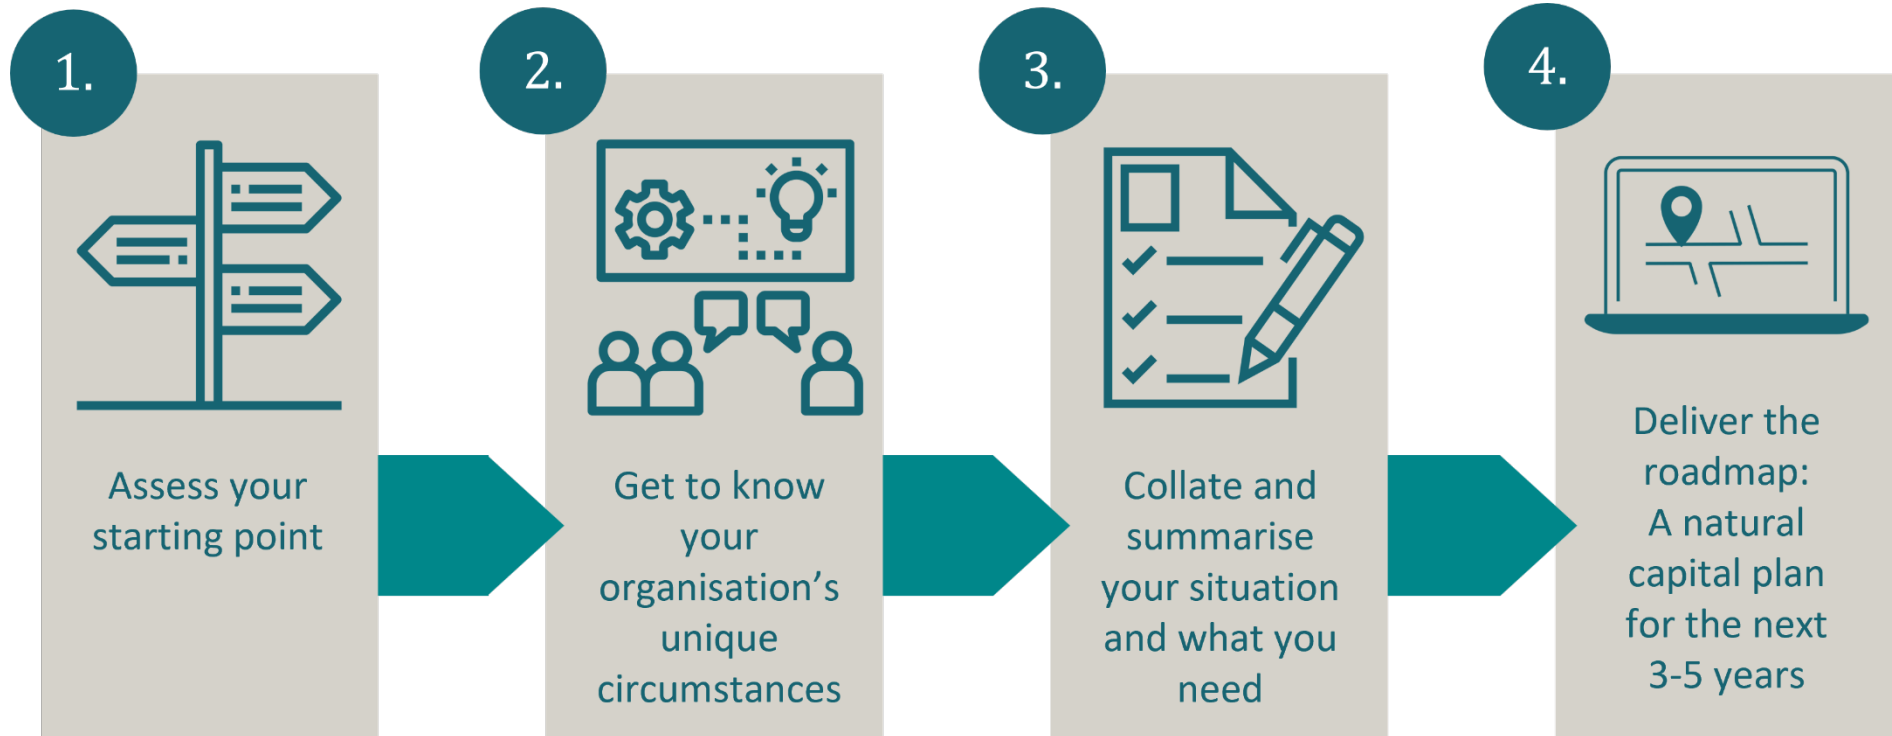 1.
Assess your
starting point
2.
Get to know
your
organisation’s
unique
circumstances
3.
Collate and
summarise
your situation
and what you
need
4.
Deliver the
roadmap:
A natural
capital plan
for the next
3-5 years